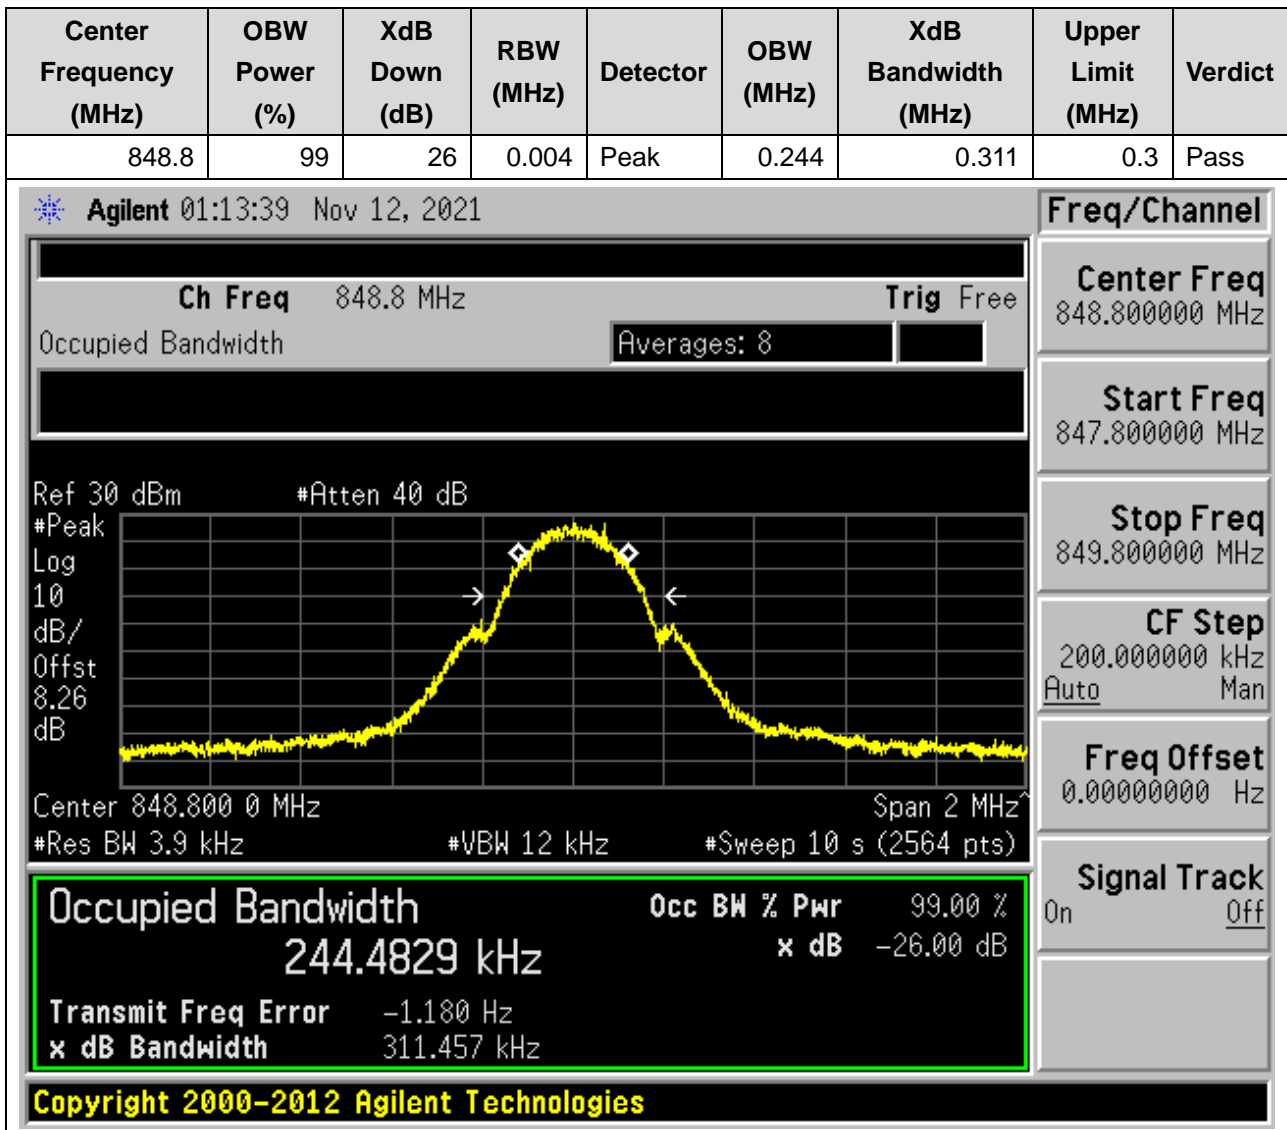 Center Frequency (MHz) OBW Power (%) XdB Down (dB) RBW (MHz) Detector OBW (MHz) XdB Bandwidth (MHz) Upper Limit (MHz) Verdict
848.8 99 26 0.004 Peak 0.244 0.311 0.3 Pass
Agilent 01:13:39 Nov 12, 2021
Freq/Channel
Ch Freq 848.8 MHz Trig Free
Occupied Bandwidth Averages: 8
Ref 30 dBm #Atten 40 dB
#Peak
Log
10
dB/
Offst
8.26
dB
Center 848.800 0 MHz Span 2 MHz^
#Res BW 3.9 kHz #VBW 12 kHz #Sweep 10 s (2564 pts)
Occupied Bandwidth Occ BW % Pwr 99.00 %
244.4829 kHz x dB -26.00 dB
Transmit Freq Error -1.180 Hz
x dB Bandwidth 311.457 kHz
Center Freq
848.800000 MHz
Start Freq
847.800000 MHz
Stop Freq
849.800000 MHz
CF Step
200.000000 kHz
Auto Man
Freq Offset
0.00000000 Hz
Signal Track
On Off
Copyright 2000-2012 Agilent Technologies